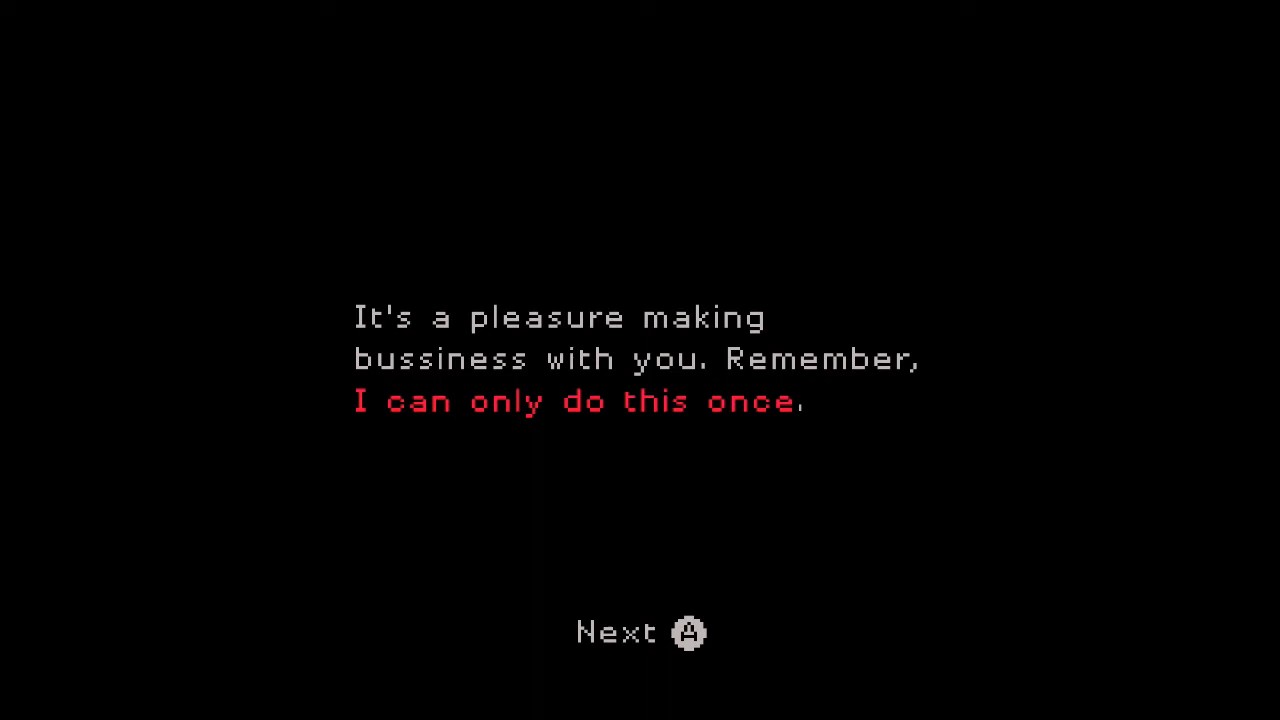 It's a pleasure making
bussiness with you. Remember,
I can only do this once.
Next A